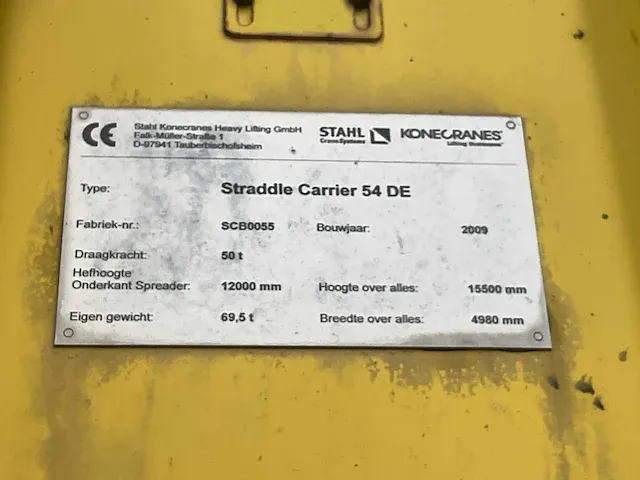 CE Stahl Konecranes Heavy Lifting GmbH
Falk-Müller-Straße 1
D-97941 Tauberbischofsheim
STAHL
CraneSystems
KONECRANES
Lifting Businesses
Type: Straddle Carrier 54 DE
Fabriek-nr.: SCB0055 Bouwjaar: 2009
Draagkracht: 50 t
Hefhoogte
Onderkant Spreader: 12000 mm Hoogte over alles: 15500 mm
Eigen gewicht: 69,5 t Breedte over alles: 4980 mm